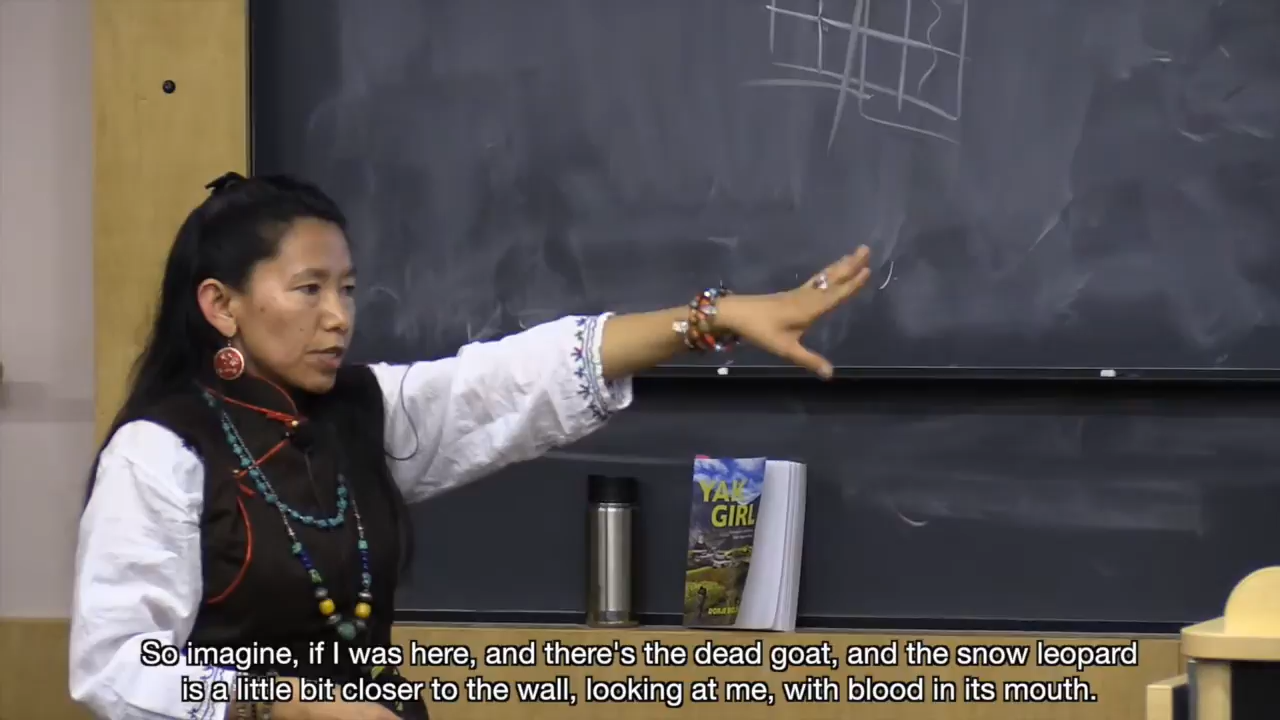 YAK
GIRL
So imagine, if I was here, and there's the dead goat, and the snow leopard
is a little bit closer to the wall, looking at me, with blood in its mouth.